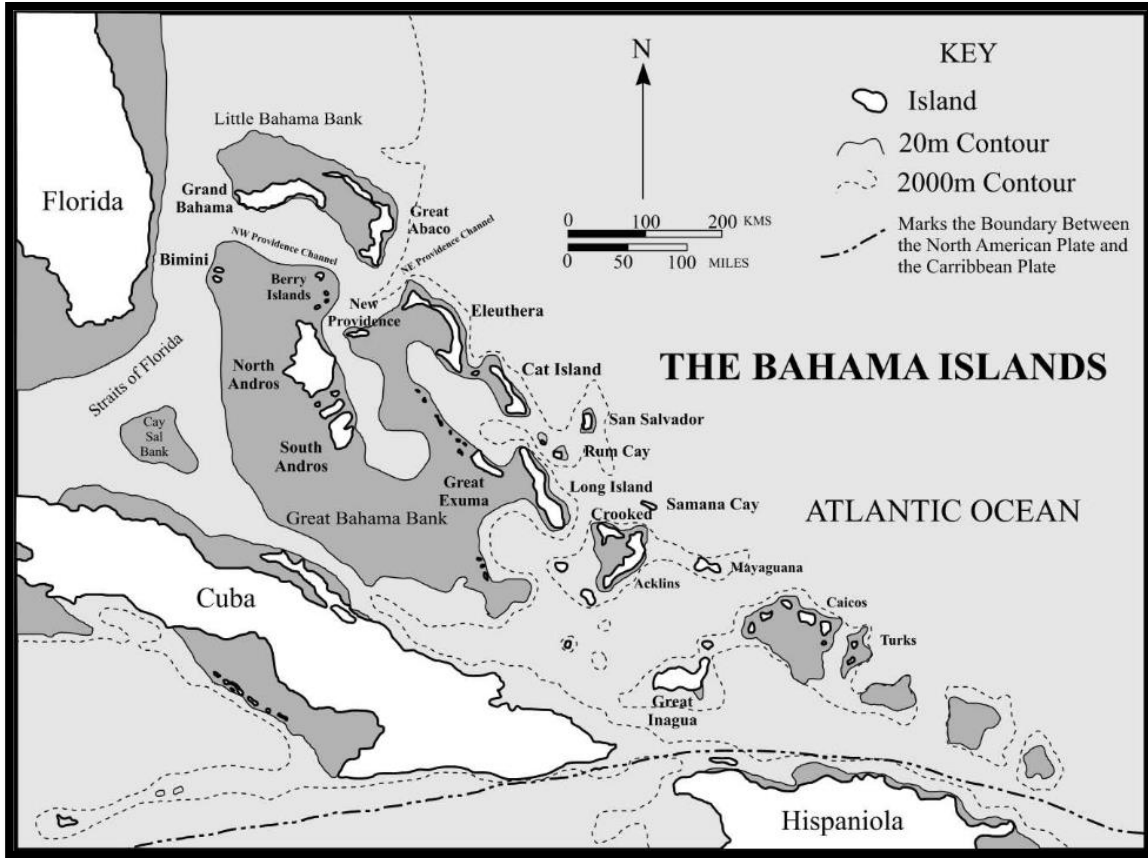 N
KEY
Island
20m Contour
2000m Contour
Marks the Boundary Between
the North American Plate and
the Carribbean Plate
0 100 200 KMS
0 50 100 MILES
Little Bahama Bank
Florida
Grand
Bahama
Great
Abaco
NW Providence Channel
NE Providence Channel
Bimini
Berry
Islands
New
Providence
Eleuthera
North
Andros
Cat Island
THE BAHAMA ISLANDS
Straits of Florida
Cay
Sal
Bank
South
Andros
San Salvador
Rum Cay
Great
Exuma
Long Island
Great Bahama Bank
Crooked
Samana Cay
ATLANTIC OCEAN
Acklins
Mayaguana
Cuba
Caicos
Turks
Great
Inagua
Hispaniola